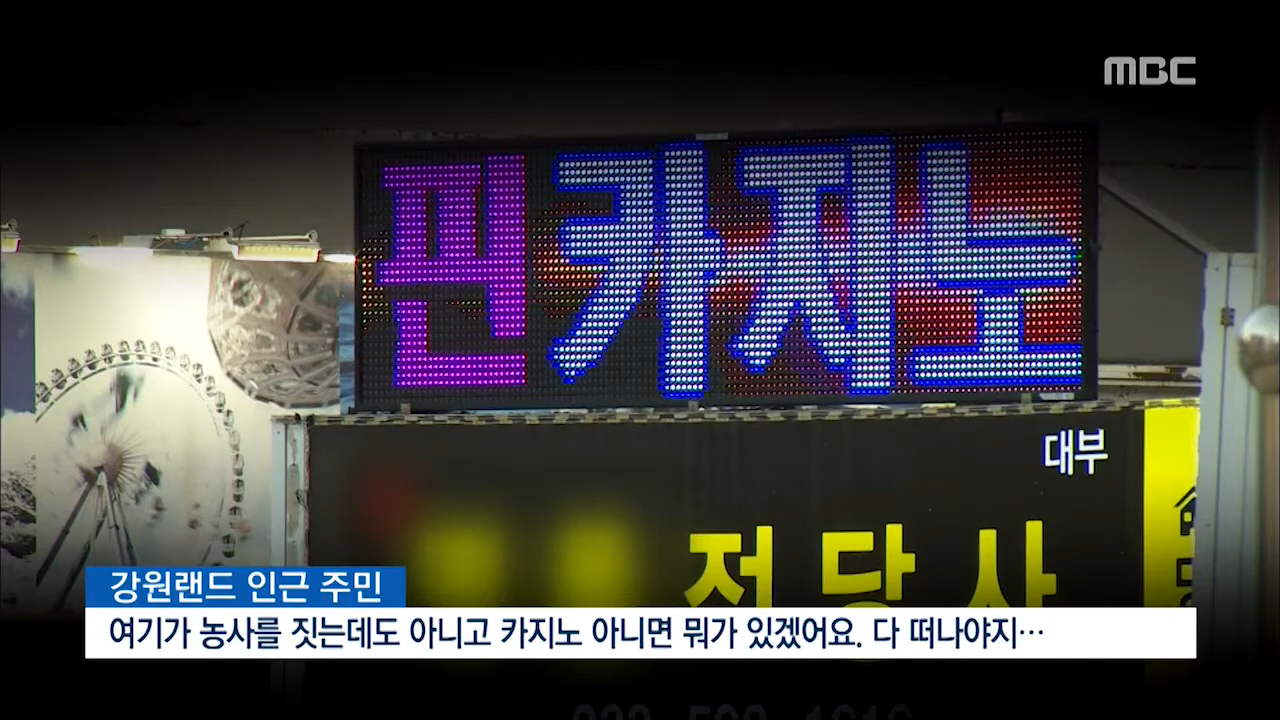 MBC
핀 카지노
대부
전당사
강원랜드 인근 주민
여기가 농사를 짓는데도 아니고 카지노 아니면 뭐가 있겠어요. 다 떠나야지…